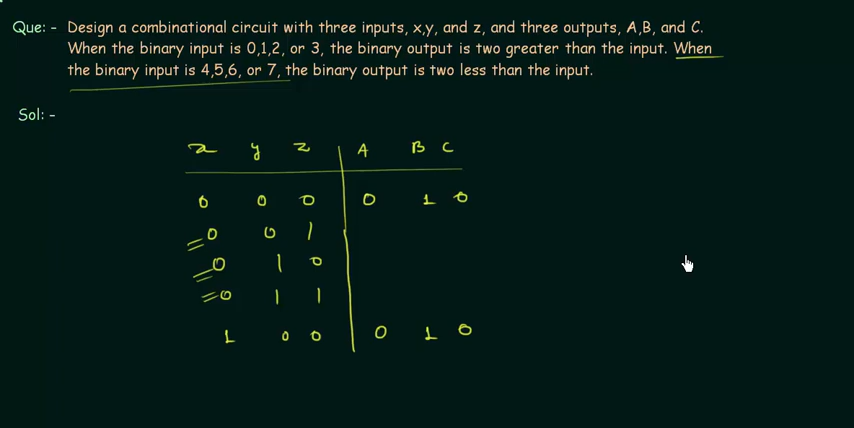 Que: - Design a combinational circuit with three inputs, x,y, and z, and three outputs, A,B, and C.
When the binary input is 0,1,2, or 3, the binary output is two greater than the input. When
the binary input is 4,5,6, or 7, the binary output is two less than the input.
Sol: -
x y z A B C
0 0 0 0 1 0
0 0 1
0 1 0
0 1 1
1 0 0 0 1 0